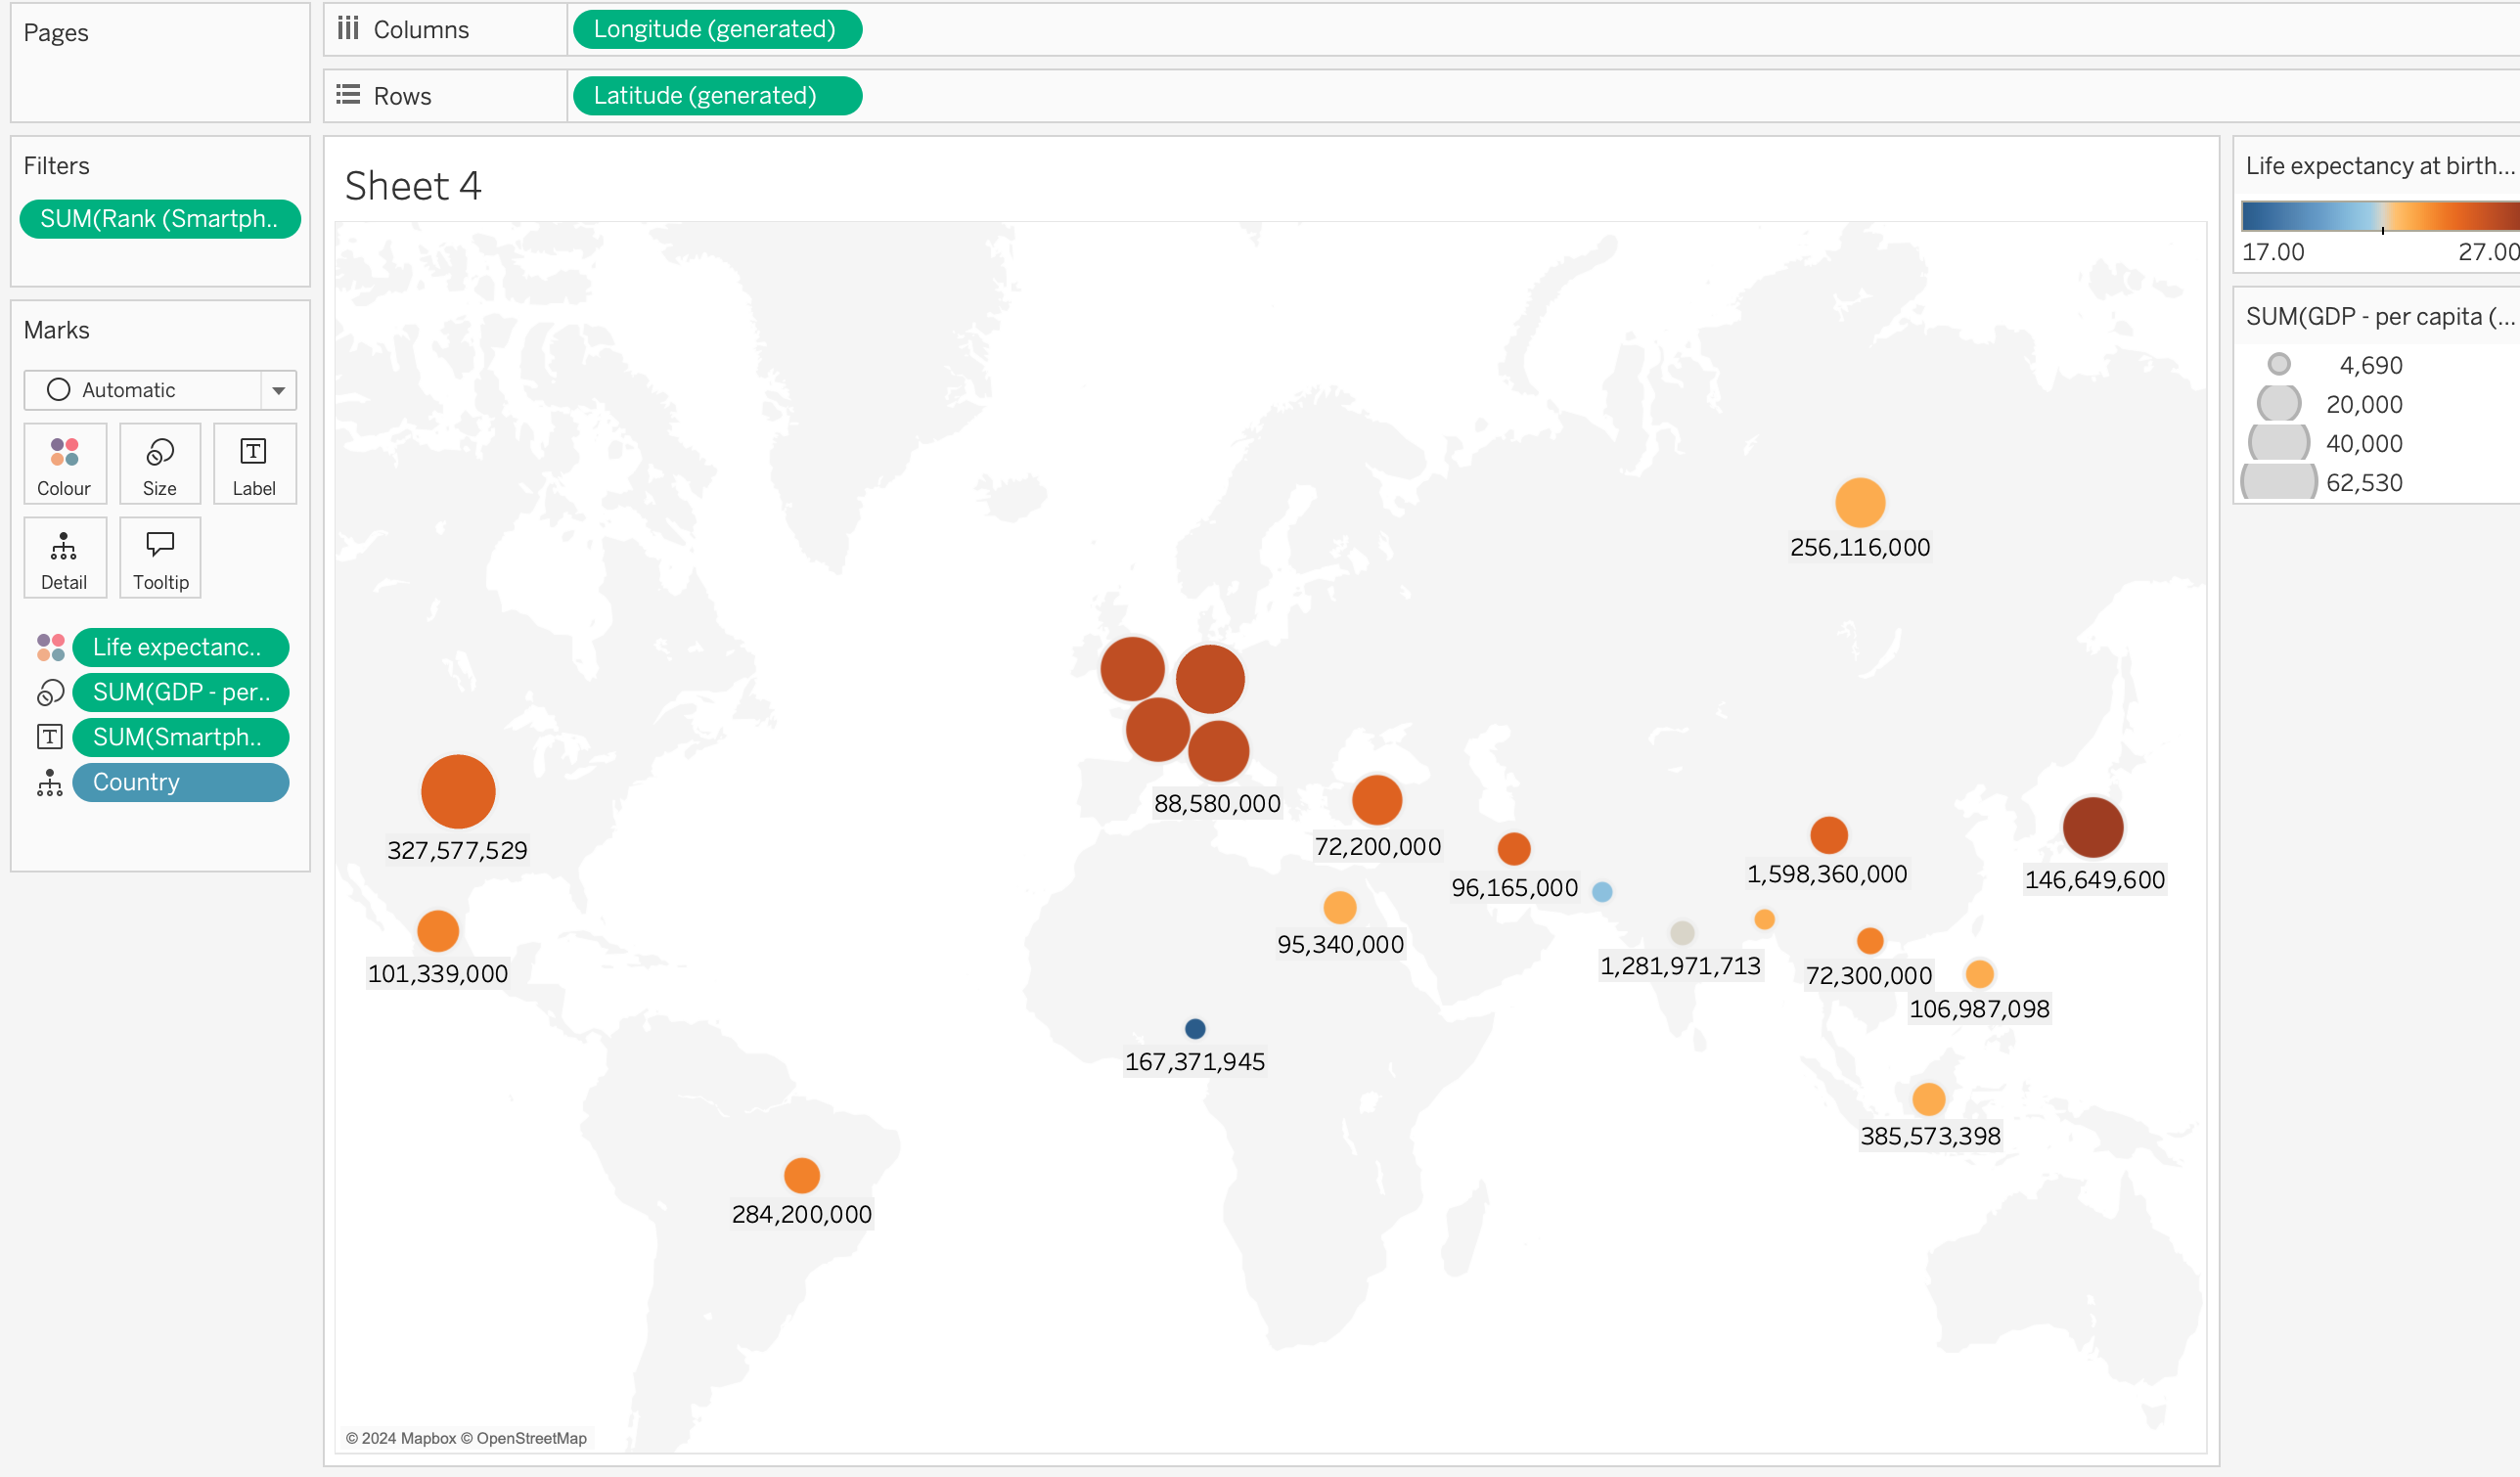 Pages
Columns
Longitude (generated)
Rows
Latitude (generated)
Filters
SUM(Rank (Smartph..
Marks
Automatic
Colour
Size
Label
Detail
Tooltip
Life expectanc..
SUM(GDP - per..
SUM(Smartph..
Country
Sheet 4
256,116,000
88,580,000
327,577,529
72,200,000
96,165,000
1,598,360,000
146,649,600
95,340,000
101,339,000
1,281,971,713
72,300,000
106,987,098
167,371,945
385,573,398
284,200,000
© 2024 Mapbox © OpenStreetMap
Life expectancy at birth...
17.00
27.00
SUM(GDP - per capita (...
4,690
20,000
40,000
62,530